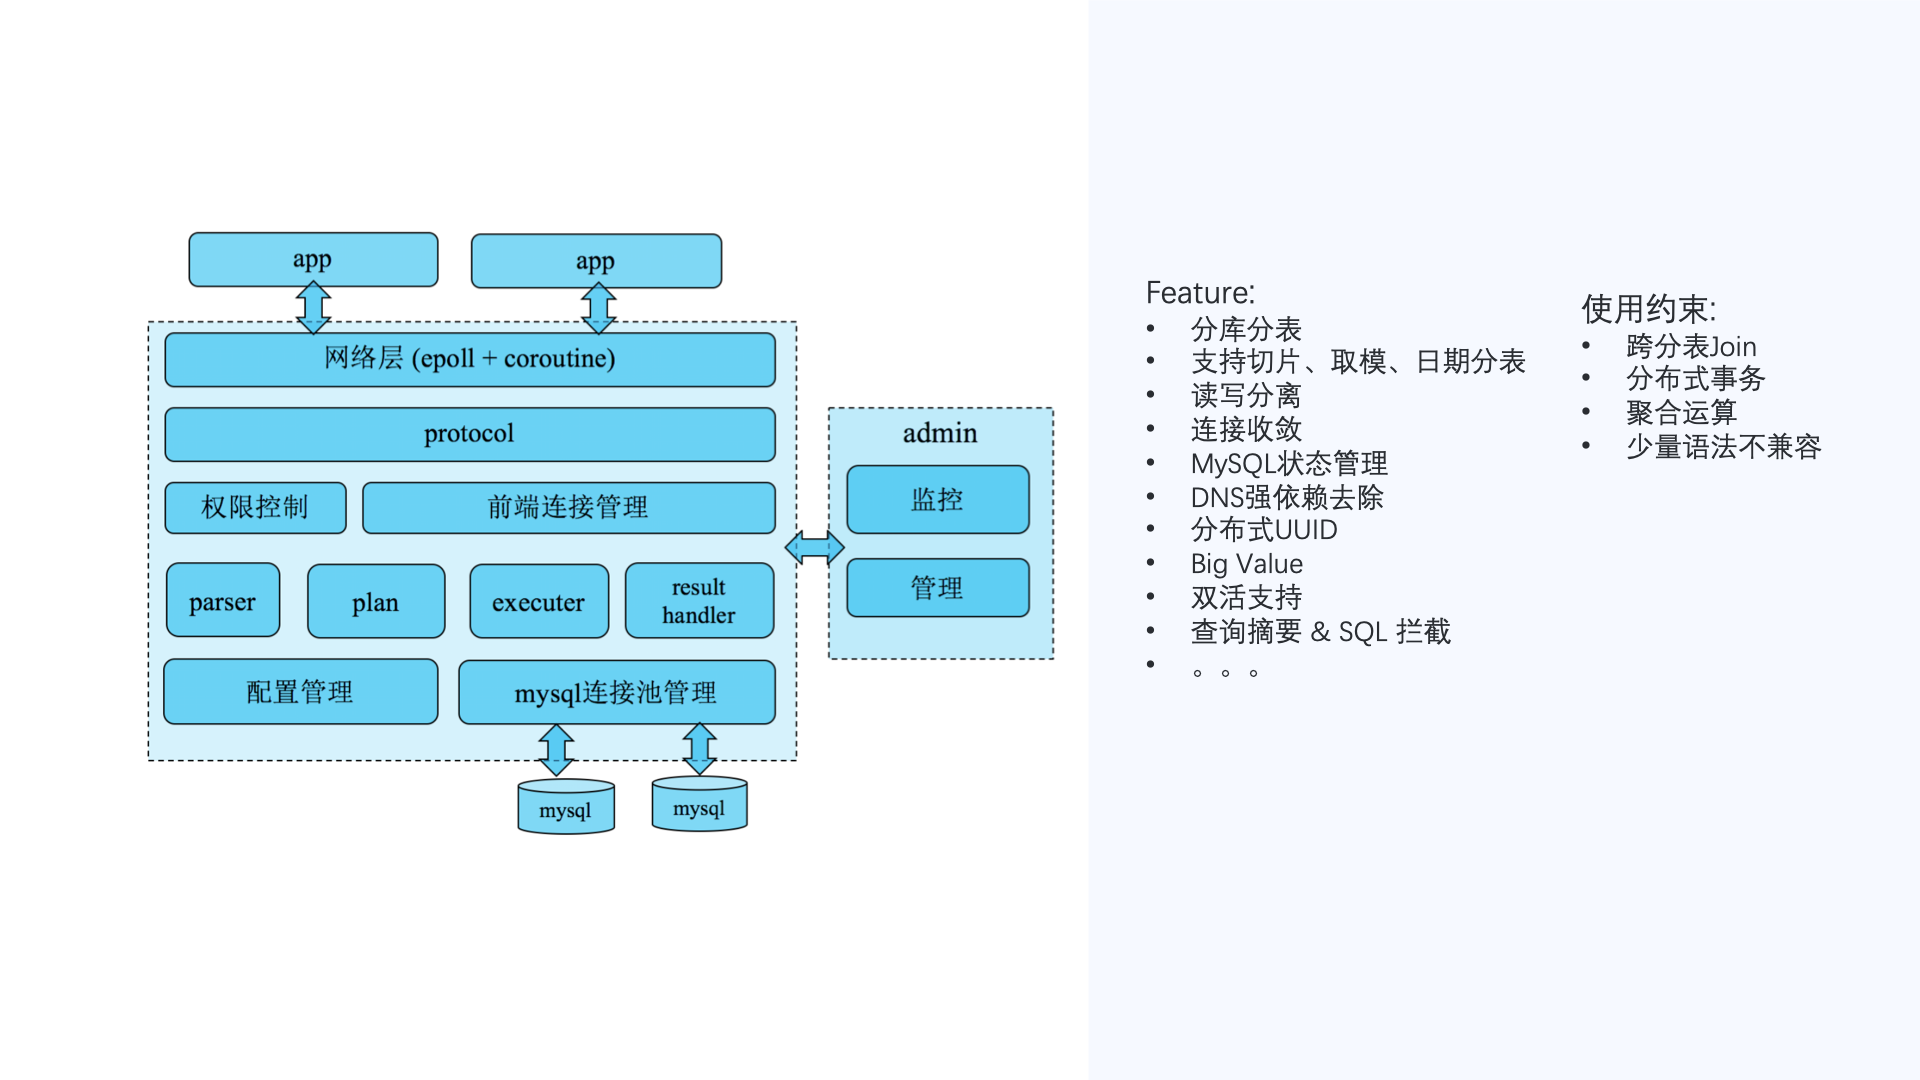 app
app
网络层 (epoll + coroutine)
protocol
权限控制
前端连接管理
parser
plan
executer
result
handler
配置管理
mysql连接池管理
mysql
mysql
admin
监控
管理
Feature:
• 分库分表
• 支持切片、取模、日期分表
• 读写分离
• 连接收敛
• MySQL状态管理
• DNS强依赖去除
• 分布式UUID
• Big Value
• 双活支持
• 查询摘要 & SQL 拦截
• 。。。
使用约束:
• 跨分表Join
• 分布式事务
• 聚合运算
• 少量语法不兼容